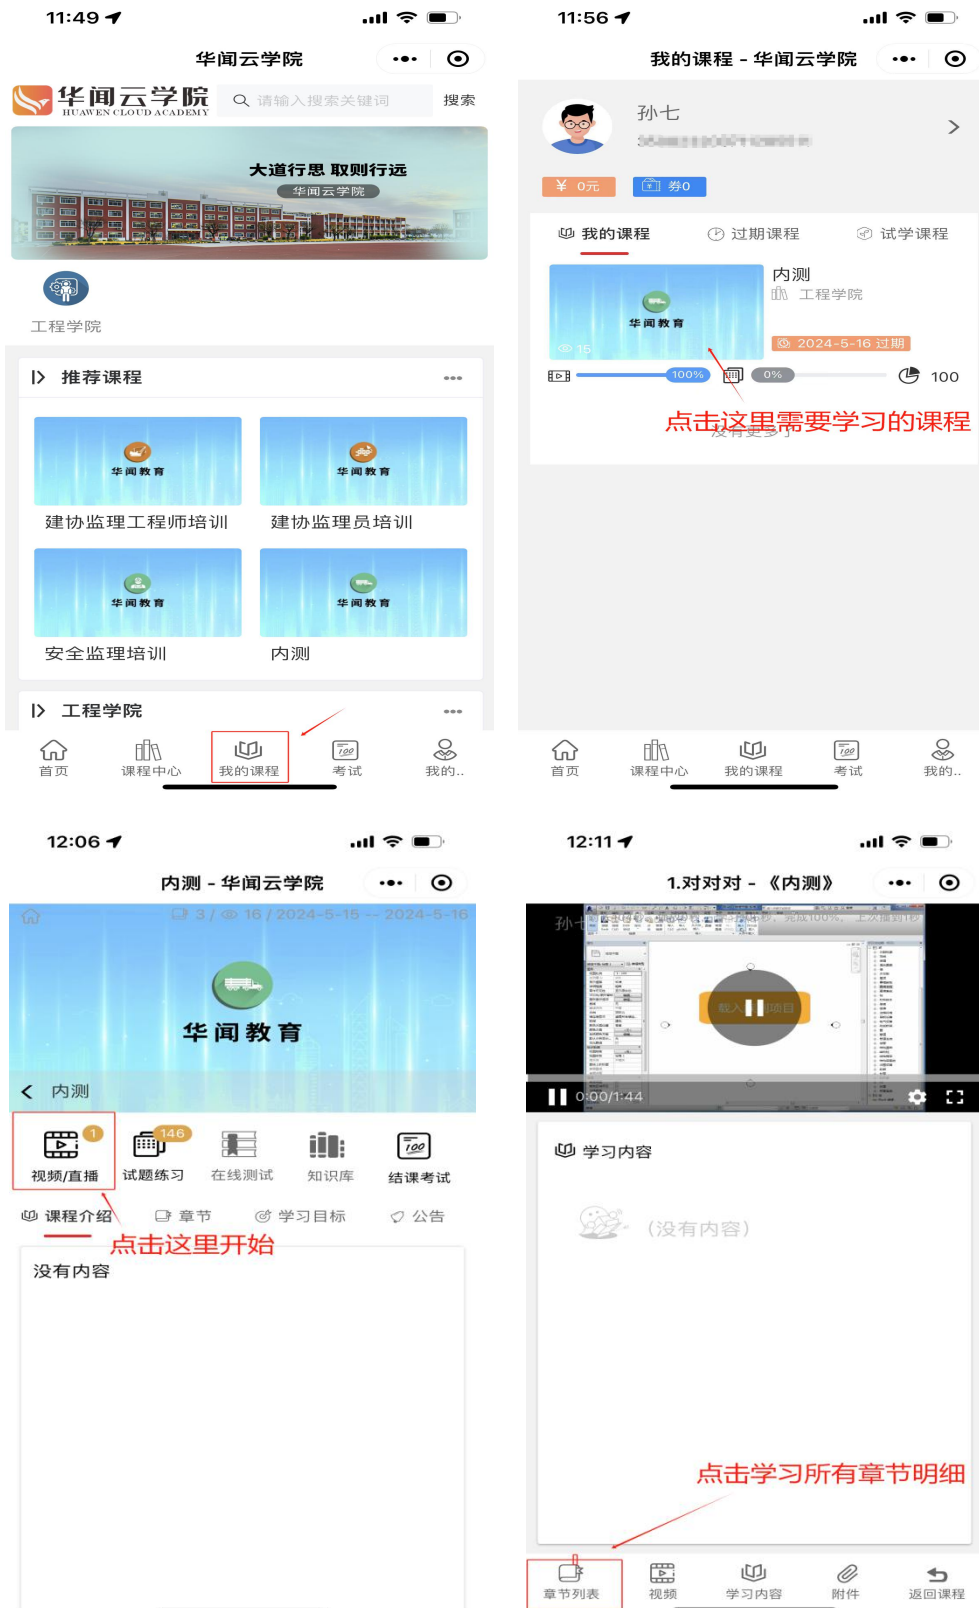 11:49
华闻云学院
华闻云学院
HUAWEN CLOUD ACADEMY
请输入搜索关键词
搜索
大道行思 取则行远
华闻云学院
工程学院
推荐课程
华闻教育
华闻教育
建协监理工程师培训
建协监理员培训
华闻教育
华闻教育
安全监理培训
内测
工程学院
首页
课程中心
我的课程
100
考试
我的..
11:56
我的课程 - 华闻云学院
孙七
¥ 0元
券0
我的课程
过期课程
试学课程
华闻教育
15
内测
工程学院
2024-5-16 过期
100%
0%
100
点击这里需要学习的课程
没有更多了
首页
课程中心
我的课程
100
考试
我的..
12:06
内测 - 华闻云学院
3 / 16 / 2024-5-15 -- 2024-5-16
华闻教育
内测
1
146
100
视频/直播
试题练习
在线测试
知识库
结课考试
课程介绍
章节
学习目标
公告
点击这里开始
没有内容
12:11
1.对对对 - 《内测》
完成100%,
载入
项目
0:00/1:44
学习内容
(没有内容)
点击学习所有章节明细
章节列表
视频
学习内容
附件
返回课程